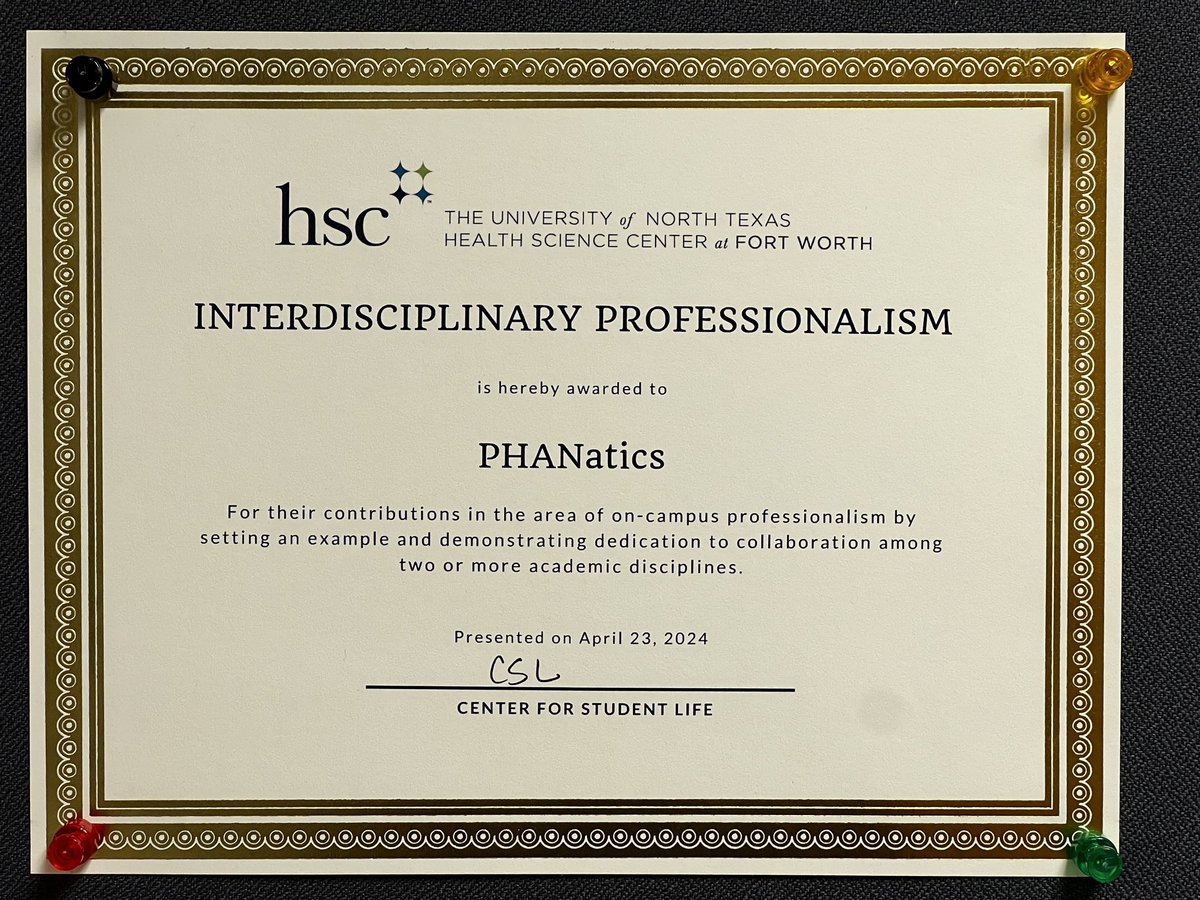 hsc
THE UNIVERSITY of NORTH TEXAS
HEALTH SCIENCE CENTER at FORT WORTH
INTERDISCIPLINARY PROFESSIONALISM
is hereby awarded to
PHANatics
For their contributions in the area of on-campus professionalism by
setting an example and demonstrating dedication to collaboration among
two or more academic disciplines.
Presented on April 23, 2024
CSL
CENTER FOR STUDENT LIFE